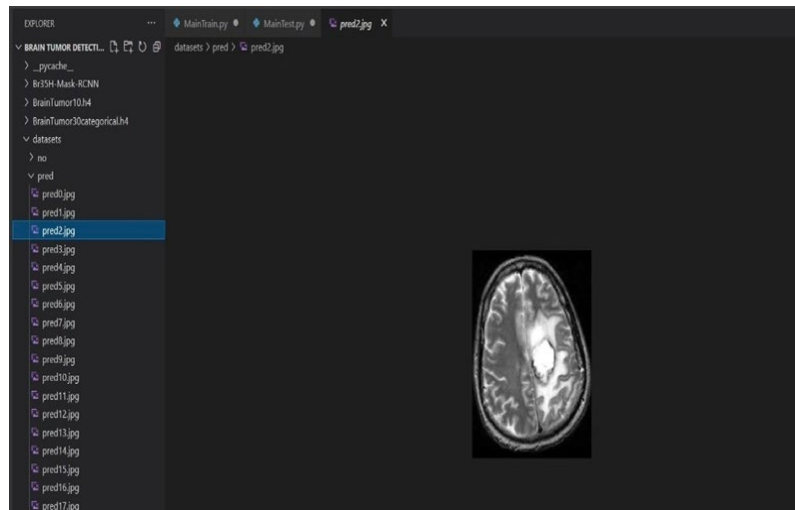 EXPLORER ... MainTrain.py MainTest.py pred2.jpg X
BRAIN TUMOR DETECTI... datasets > pred > pred2.jpg
> __pycache__
> Br35H-Mask-RCNN
> BrainTumor10.h4
> BrainTumor30categorical.h4
datasets
> no
pred
pred0.jpg
pred1.jpg
pred2.jpg
pred3.jpg
pred4.jpg
pred5.jpg
pred6.jpg
pred7.jpg
pred8.jpg
pred9.jpg
pred10.jpg
pred11.jpg
pred12.jpg
pred13.jpg
pred14.jpg
pred15.jpg
pred16.jpg
pred17.jpg